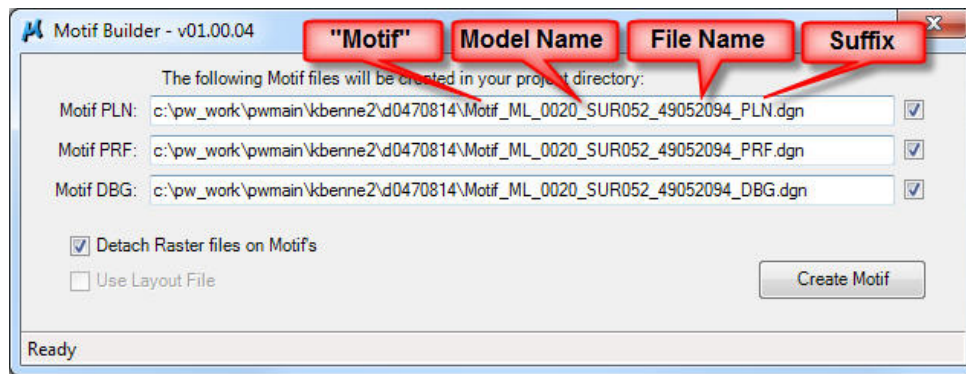 Motif Builder - v01.00.04
"Motif" Model Name File Name Suffix
The following Motif files will be created in your project directory:
Motif PLN: c:\pw_work\pwmain\kbenne2\d0470814\Motif_ML_0020_SUR052_49052094_PLN.dgn
Motif PRF: c:\pw_work\pwmain\kbenne2\d0470814\Motif_ML_0020_SUR052_49052094_PRF.dgn
Motif DBG: c:\pw_work\pwmain\kbenne2\d0470814\Motif_ML_0020_SUR052_49052094_DBG.dgn
Detach Raster files on Motif's
Use Layout File
Create Motif
Ready